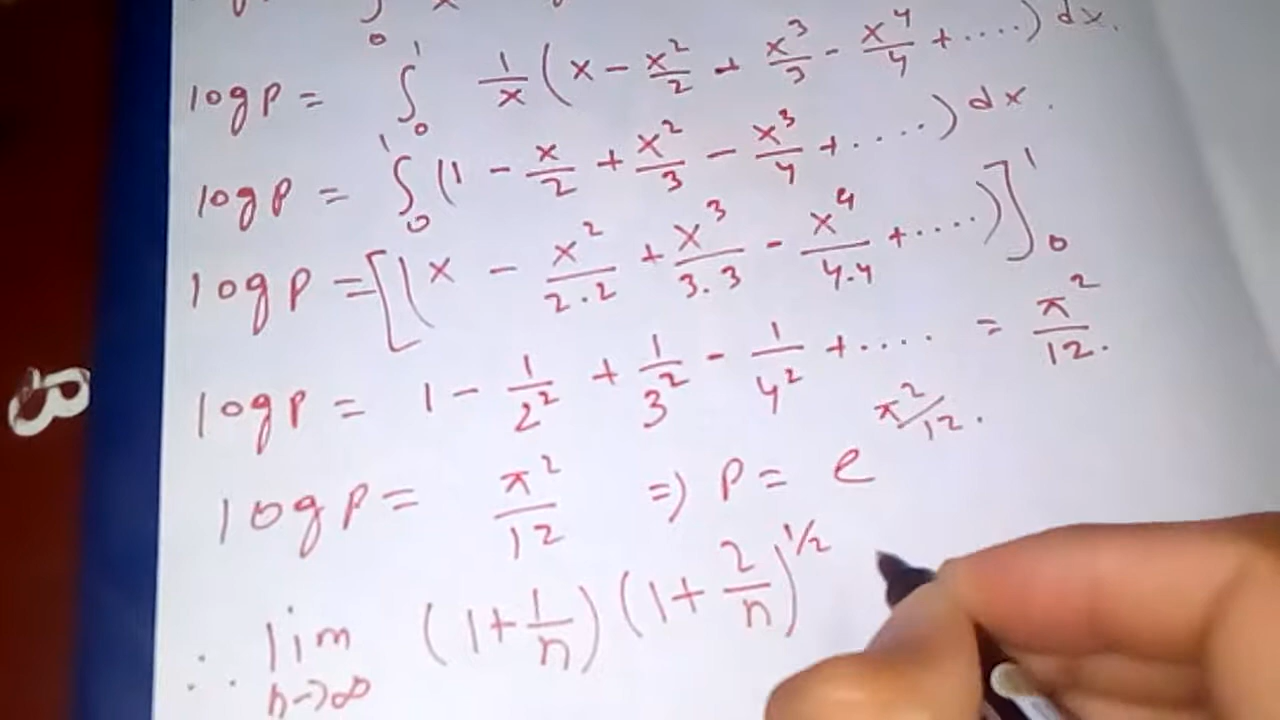 log p = ∫₀¹ 1/x (x - x²/2 + x³/3 - x⁴/4 + ....) dx.
log p = ∫₀¹ (1 - x/2 + x²/3 - x³/4 + ....) dx.
log p = [(x - x²/2.2 + x³/3.3 - x⁴/4.4 + ....)]₀¹
log p = 1 - 1/2² + 1/3² - 1/4² + .... = π²/12.
log p = π²/12 => p = e^π²/12.
∴ lim n→∞ (1 + 1/n) (1 + 2/n)^1/2
B